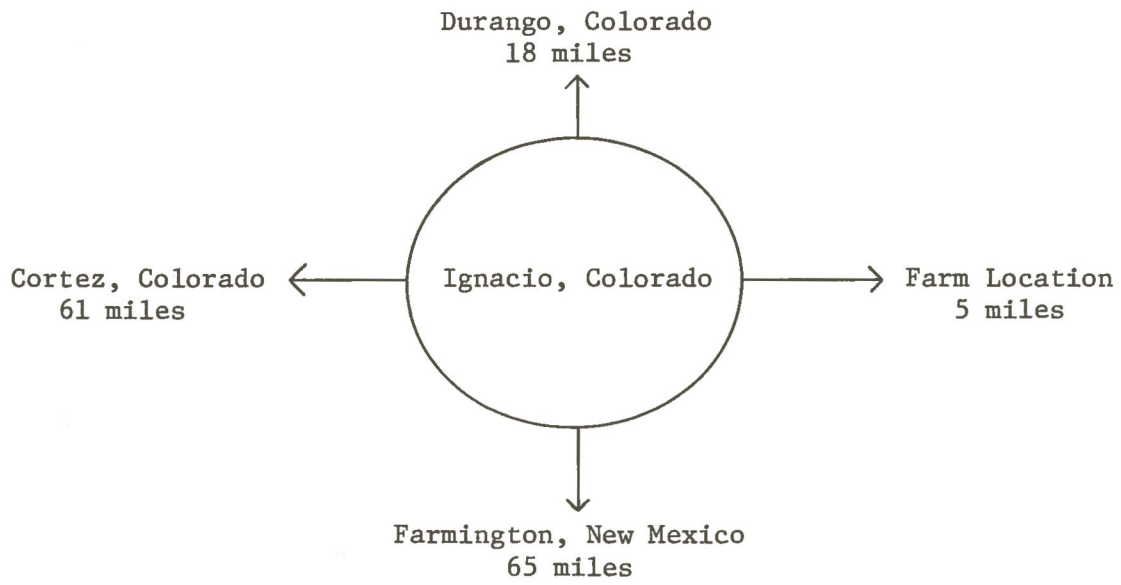 Durango, Colorado
18 miles
Cortez, Colorado
61 miles
Ignacio, Colorado
Farm Location
5 miles
Farmington, New Mexico
65 miles